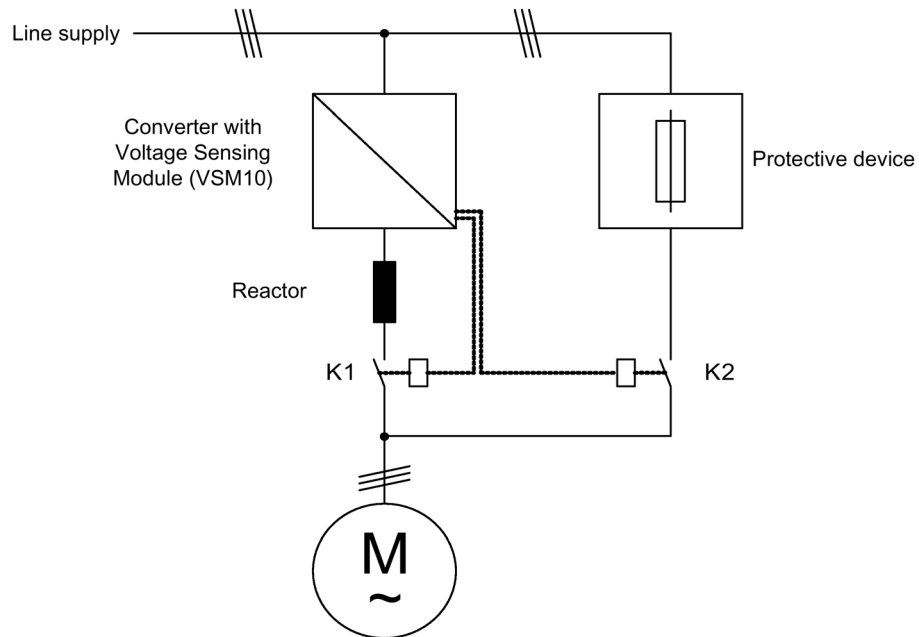 Line supply
Converter with
Voltage Sensing
Module (VSM10)
Protective device
Reactor
K1
K2
M
~